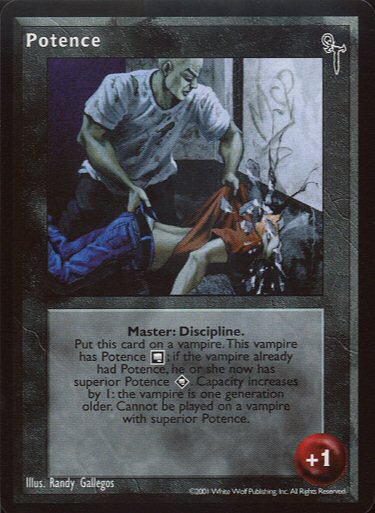 Potence
MSP
Master: Discipline.
Put this card on a vampire. This vampire
has Potence ; if the vampire already
had Potence, he or she now has
superior Potence . Capacity increases
by 1: the vampire is one generation
older. Cannot be played on a vampire
with superior Potence.
+1
Illus. Randy Gallegos
©2001 White Wolf Publishing, Inc. All Rights Reserved.